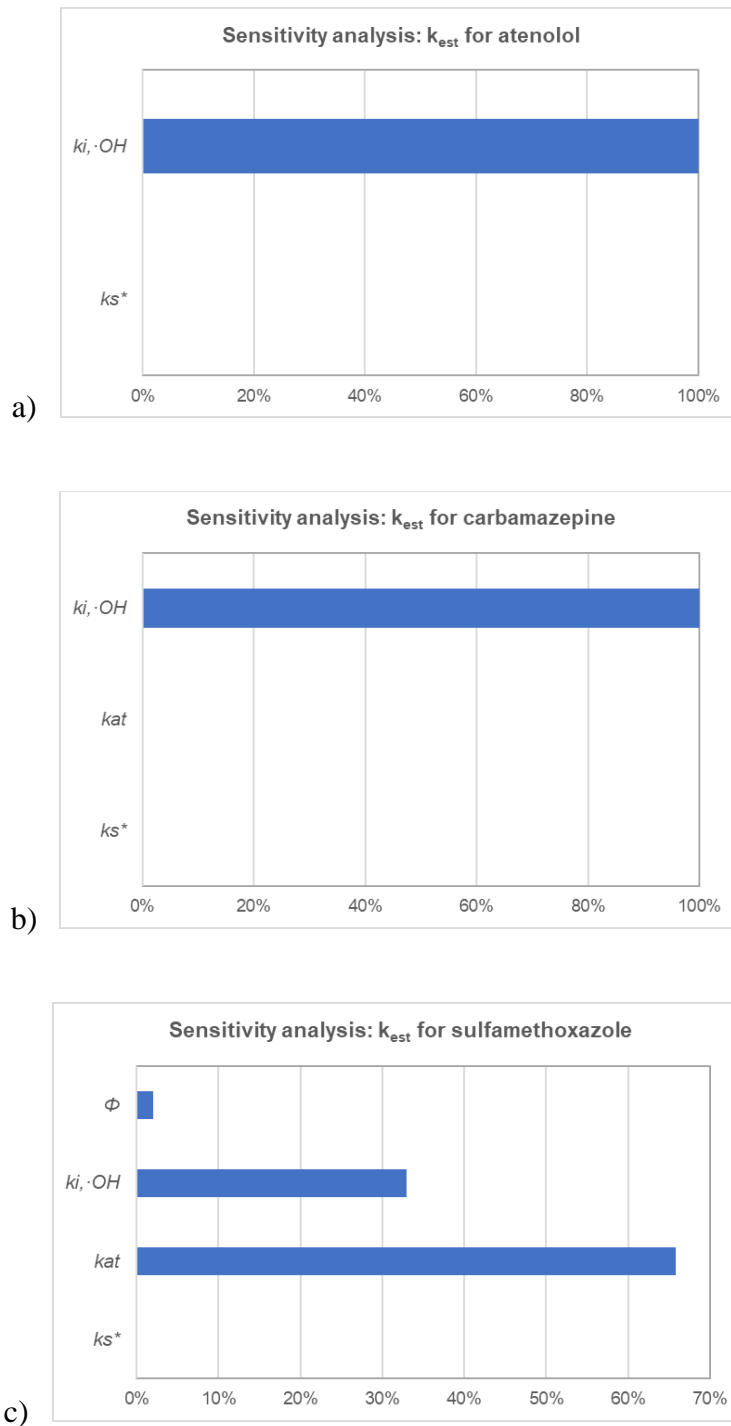 Sensitivity analysis: kest for atenolol
ki,·OH
ks*
0% 20% 40% 60% 80% 100%
a)
Sensitivity analysis: kest for carbamazepine
ki,·OH
kat
ks*
0% 20% 40% 60% 80% 100%
b)
Sensitivity analysis: kest for sulfamethoxazole
Φ
ki,·OH
kat
ks*
0% 10% 20% 30% 40% 50% 60% 70%
c)